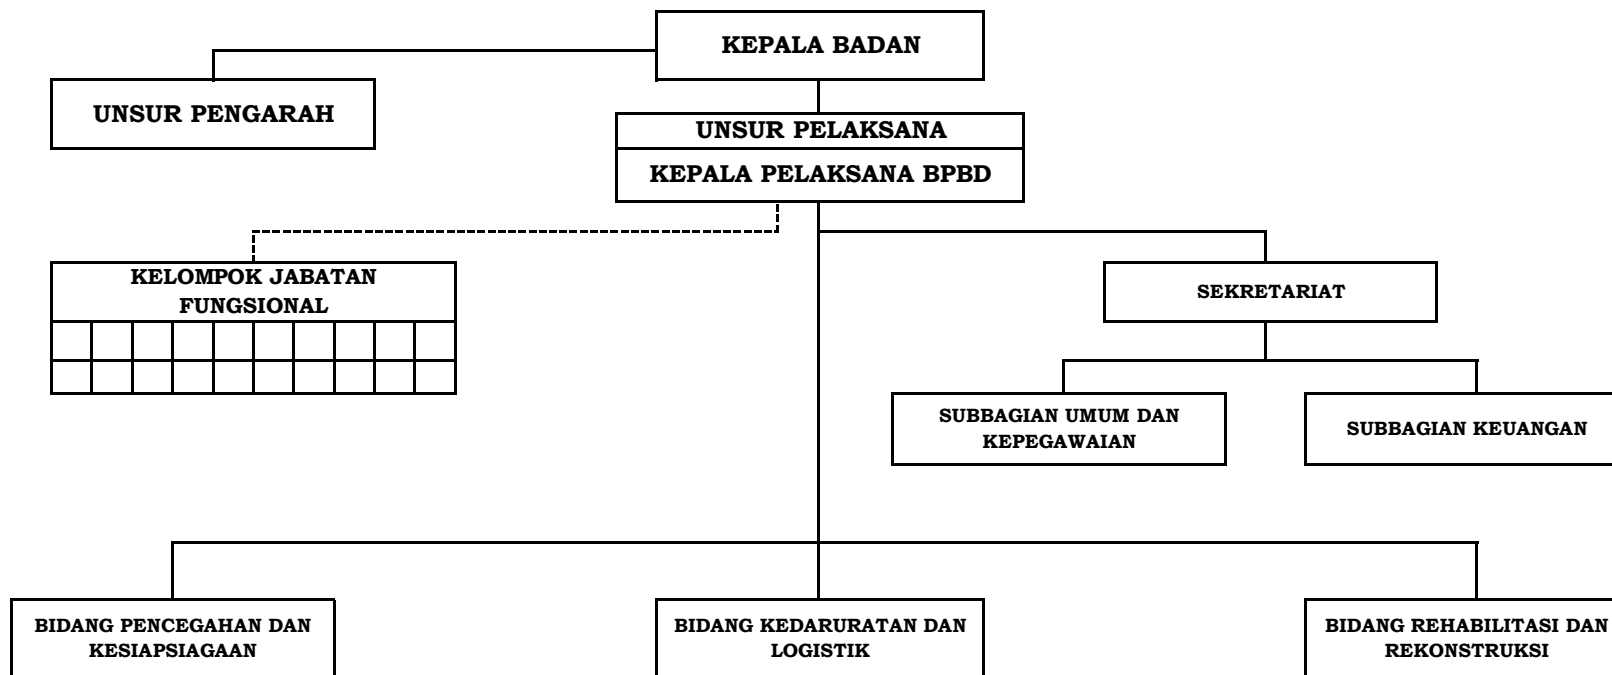 KEPALA BADAN
UNSUR PENGARAH
UNSUR PELAKSANA
KEPALA PELAKSANA BPBD
KELOMPOK JABATAN
FUNGSIONAL
SEKRETARIAT
SUBBAGIAN UMUM DAN
KEPEGAWAIAN
SUBBAGIAN KEUANGAN
BIDANG PENCEGAHAN DAN
KESIAPSIAGAAN
BIDANG KEDARURATAN DAN
LOGISTIK
BIDANG REHABILITASI DAN
REKONSTRUKSI